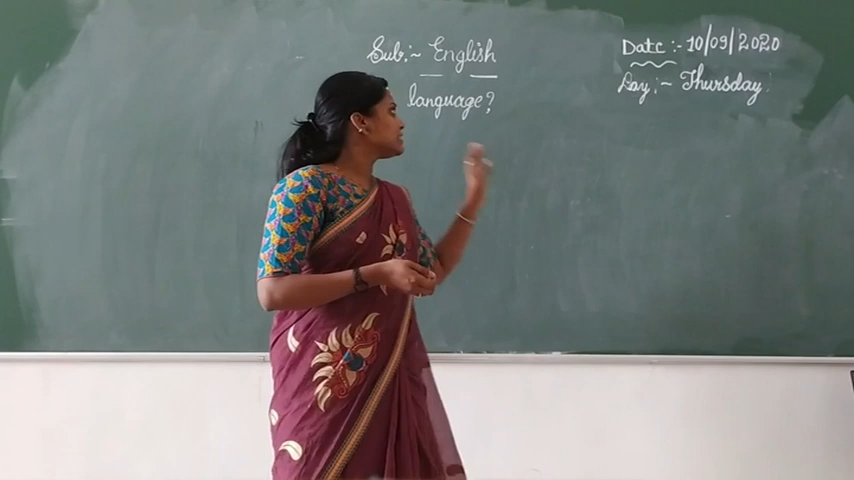 Sub:~ English
language?
Date :- 10/09/2020
Day:~ Thursday.